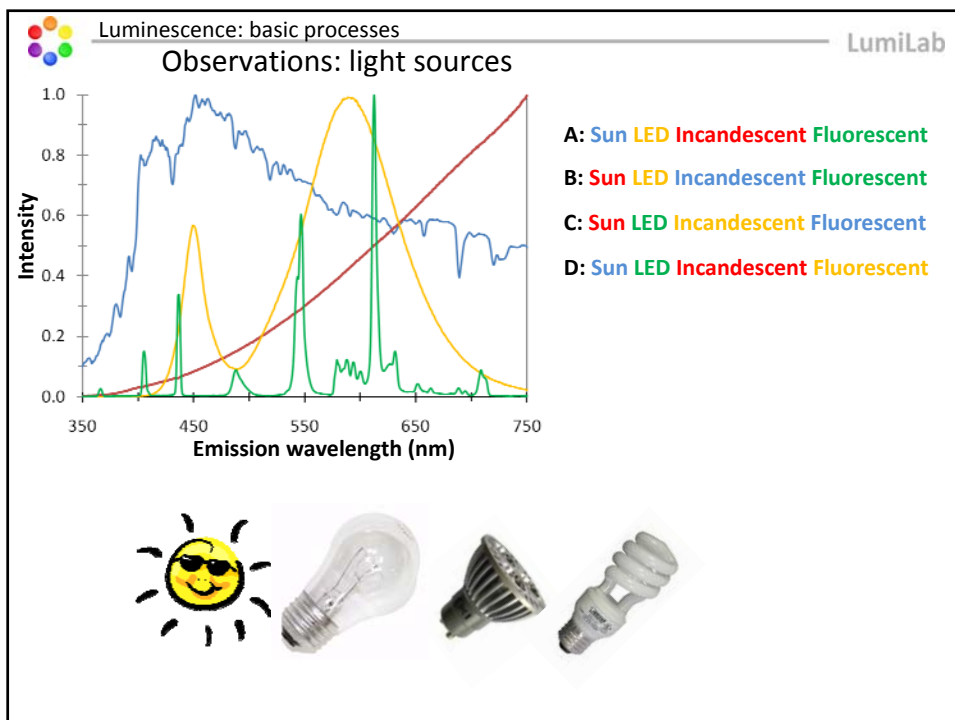 Luminescence: basic processes
LumiLab
Observations: light sources
1.0
0.8
0.6
0.4
0.2
0.0
Intensity
350
450
550
650
750
Emission wavelength (nm)
A: Sun LED Incandescent Fluorescent
B: Sun LED Incandescent Fluorescent
C: Sun LED Incandescent Fluorescent
D: Sun LED Incandescent Fluorescent